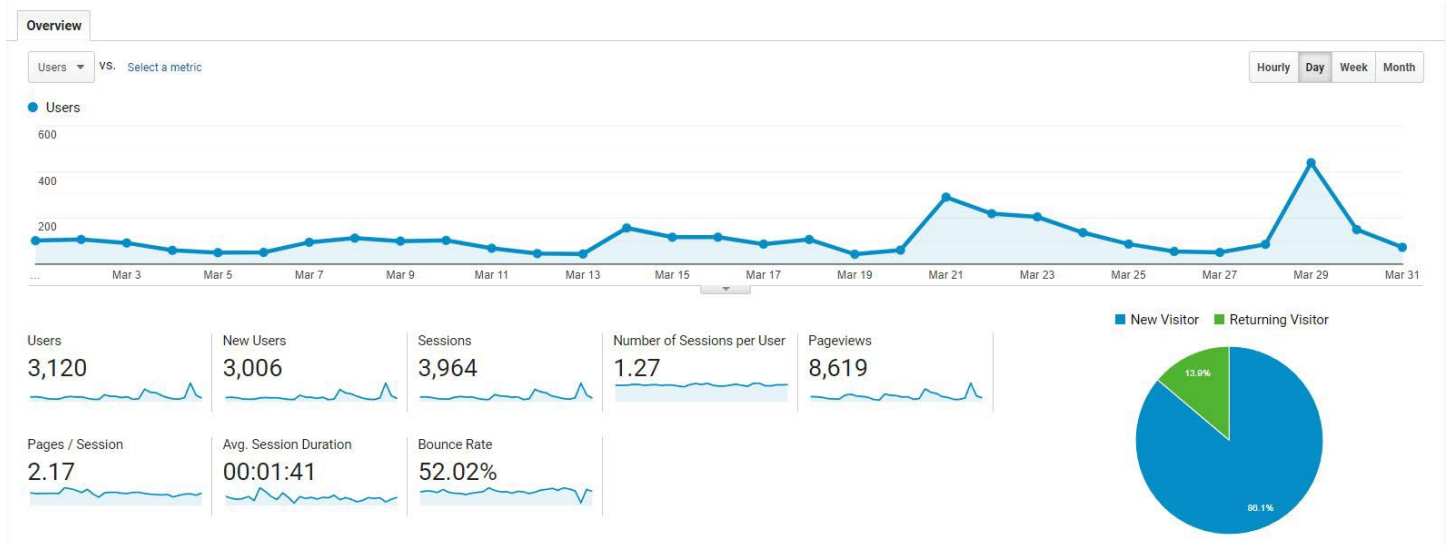 Overview
Users VS. Select a metric
Hourly Day Week Month
Users
600
400
200
... Mar 3 Mar 5 Mar 7 Mar 9 Mar 11 Mar 13 Mar 15 Mar 17 Mar 19 Mar 21 Mar 23 Mar 25 Mar 27 Mar 29 Mar 31
New Visitor Returning Visitor
Users New Users Sessions Number of Sessions per User Pageviews
3,120 3,006 3,964 1.27 8,619
13.9%
Pages / Session Avg. Session Duration Bounce Rate
2.17 00:01:41 52.02%
86.1%